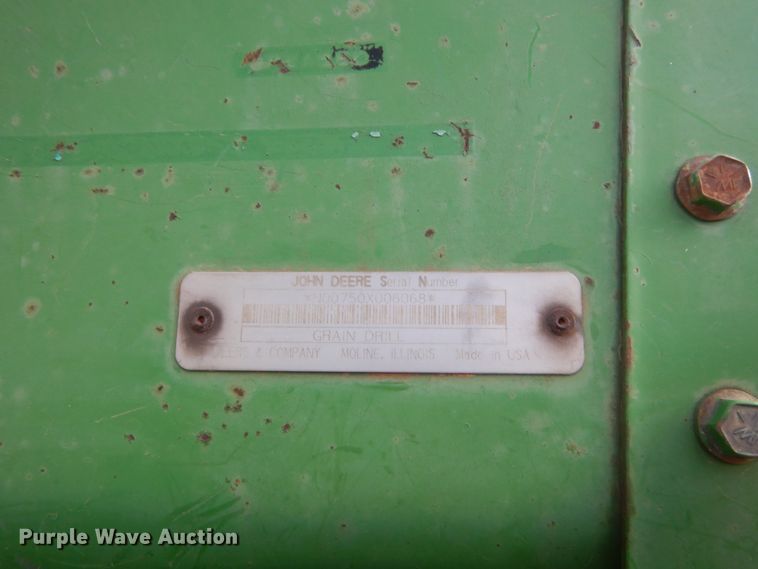 JOHN DEERE Serial Number
*N00750X006068*
GRAIN DRILL
DEERE & COMPANY MOLINE, ILLINOIS Made in USA
Purple Wave Auction